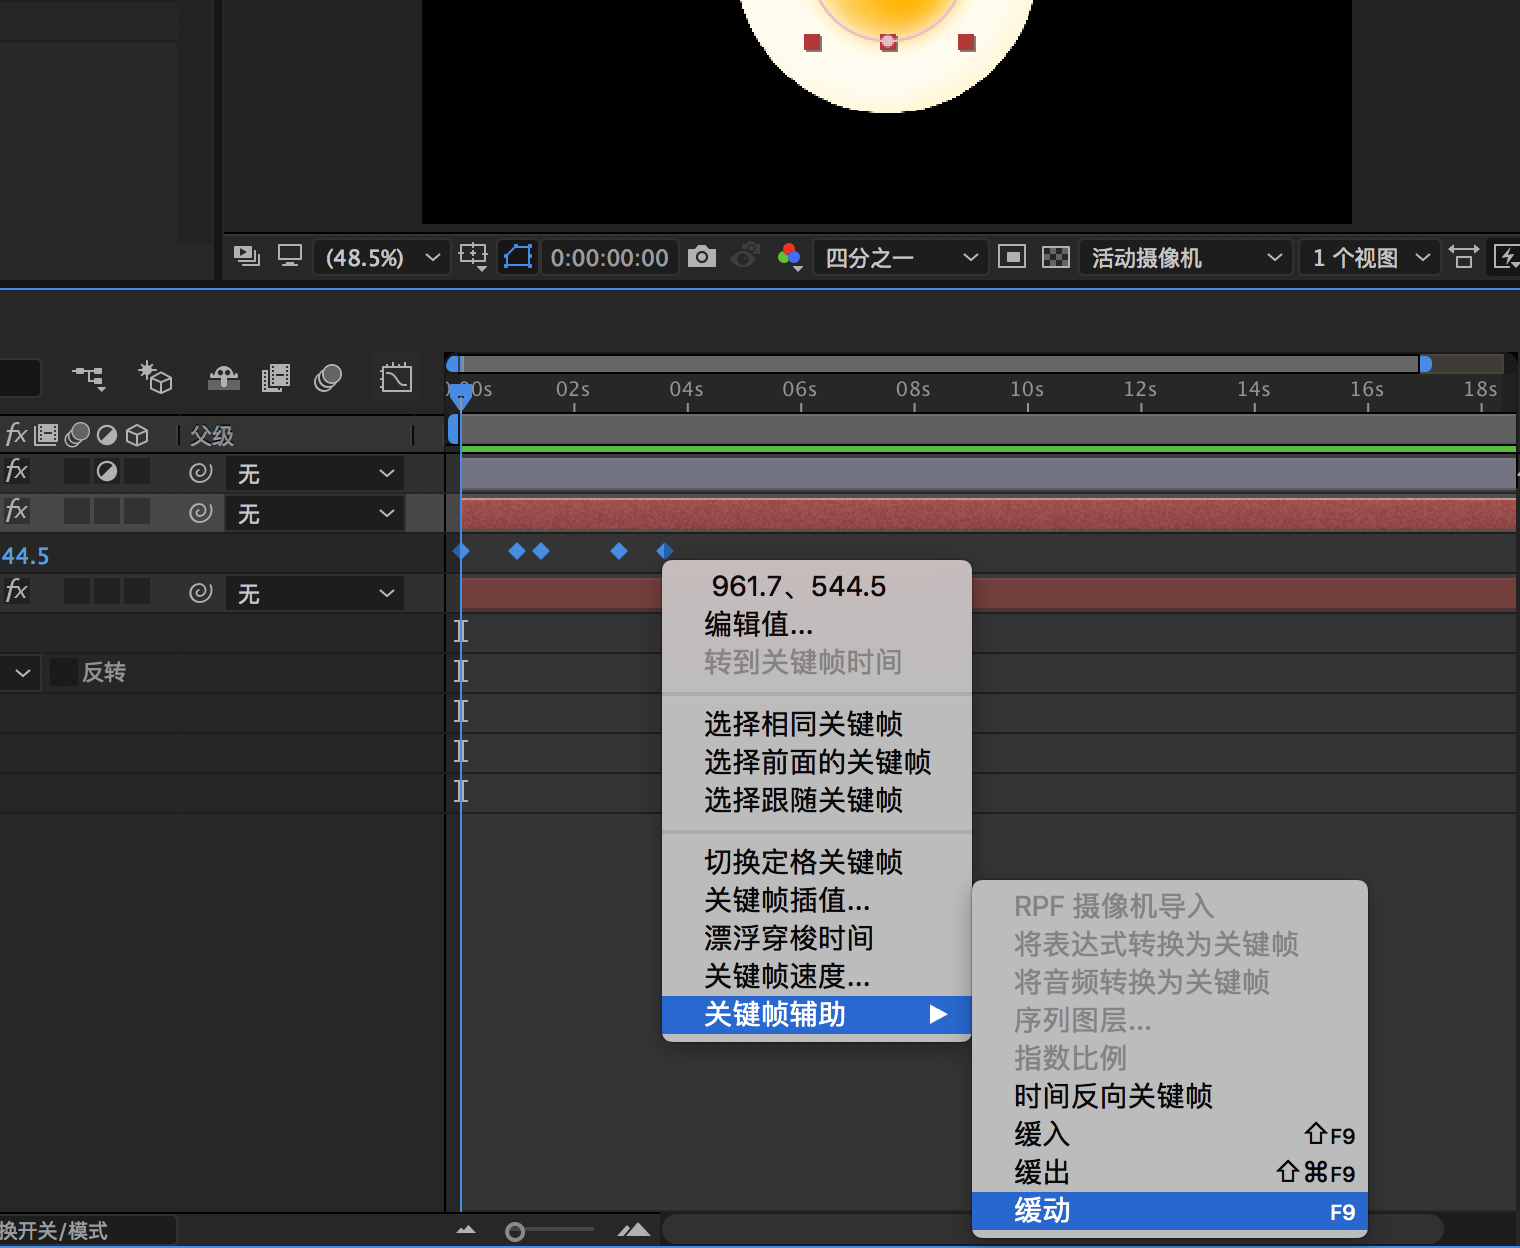 (48.5%)
0:00:00:00
四分之一
活动摄像机
1 个视图
02s
04s
06s
08s
10s
12s
14s
16s
18s
fx
父级
fx
无
fx
无
44.5
fx
无
反转
961.7、544.5
编辑值...
转到关键帧时间
选择相同关键帧
选择前面的关键帧
选择跟随关键帧
切换定格关键帧
关键帧插值...
漂浮穿梭时间
关键帧速度...
关键帧辅助
RPF 摄像机导入
将表达式转换为关键帧
将音频转换为关键帧
序列图层...
指数比例
时间反向关键帧
缓入 ⇧F9
缓出 ⇧⌘F9
缓动 F9
换开关/模式